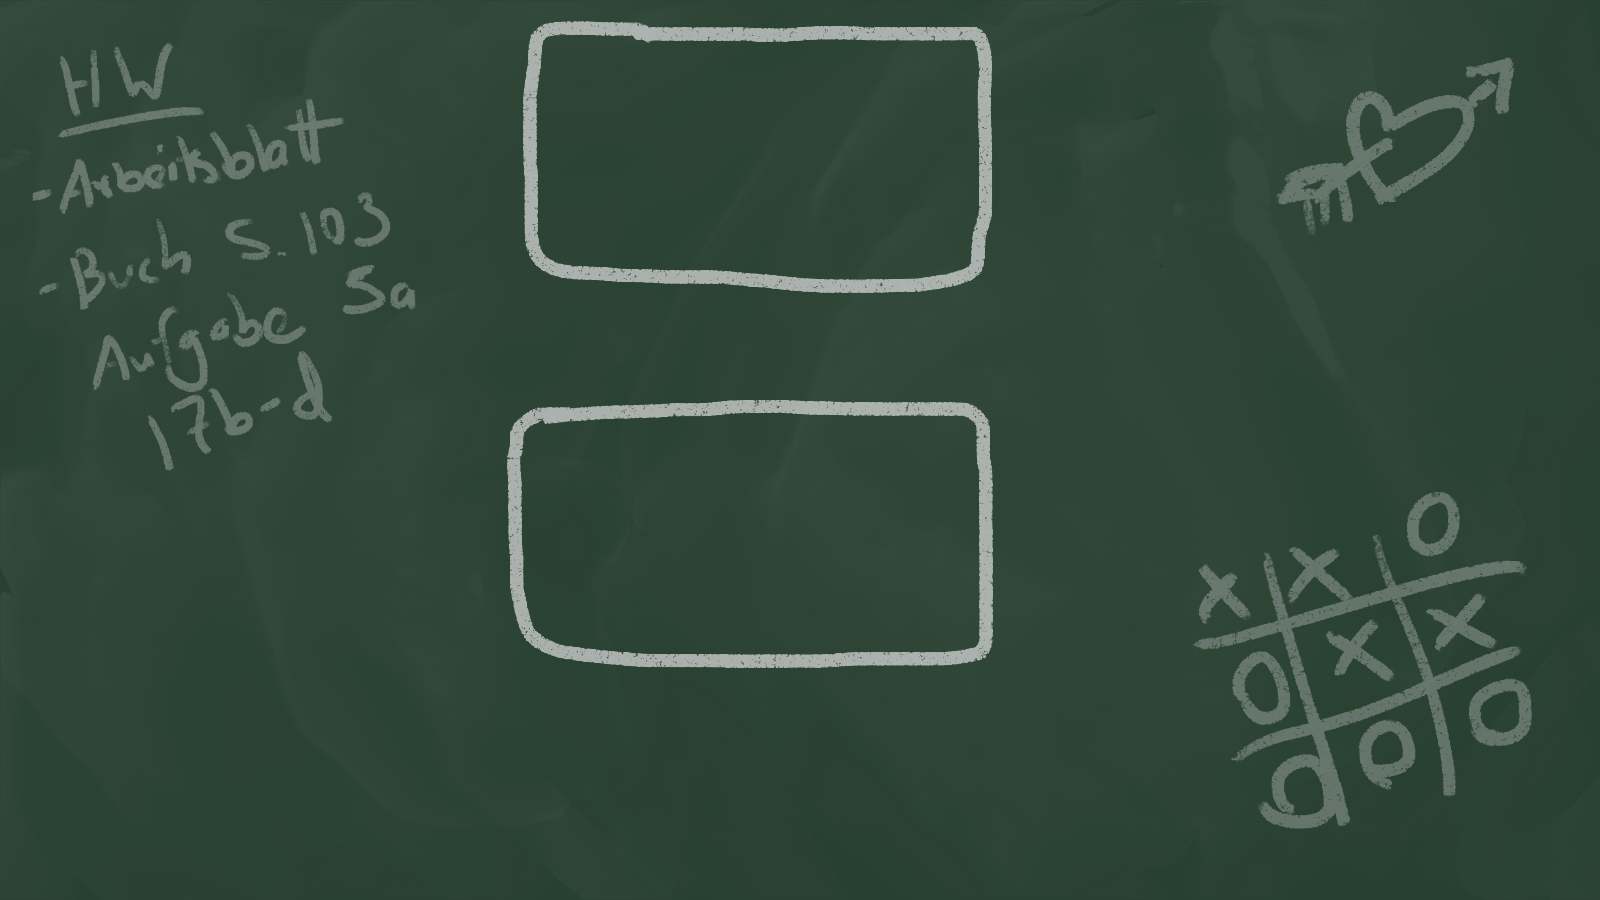 HW
- Arbeitsblatt
- Buch S. 103
Aufgabe 5a
17b-d
X X O
O X X
O O O